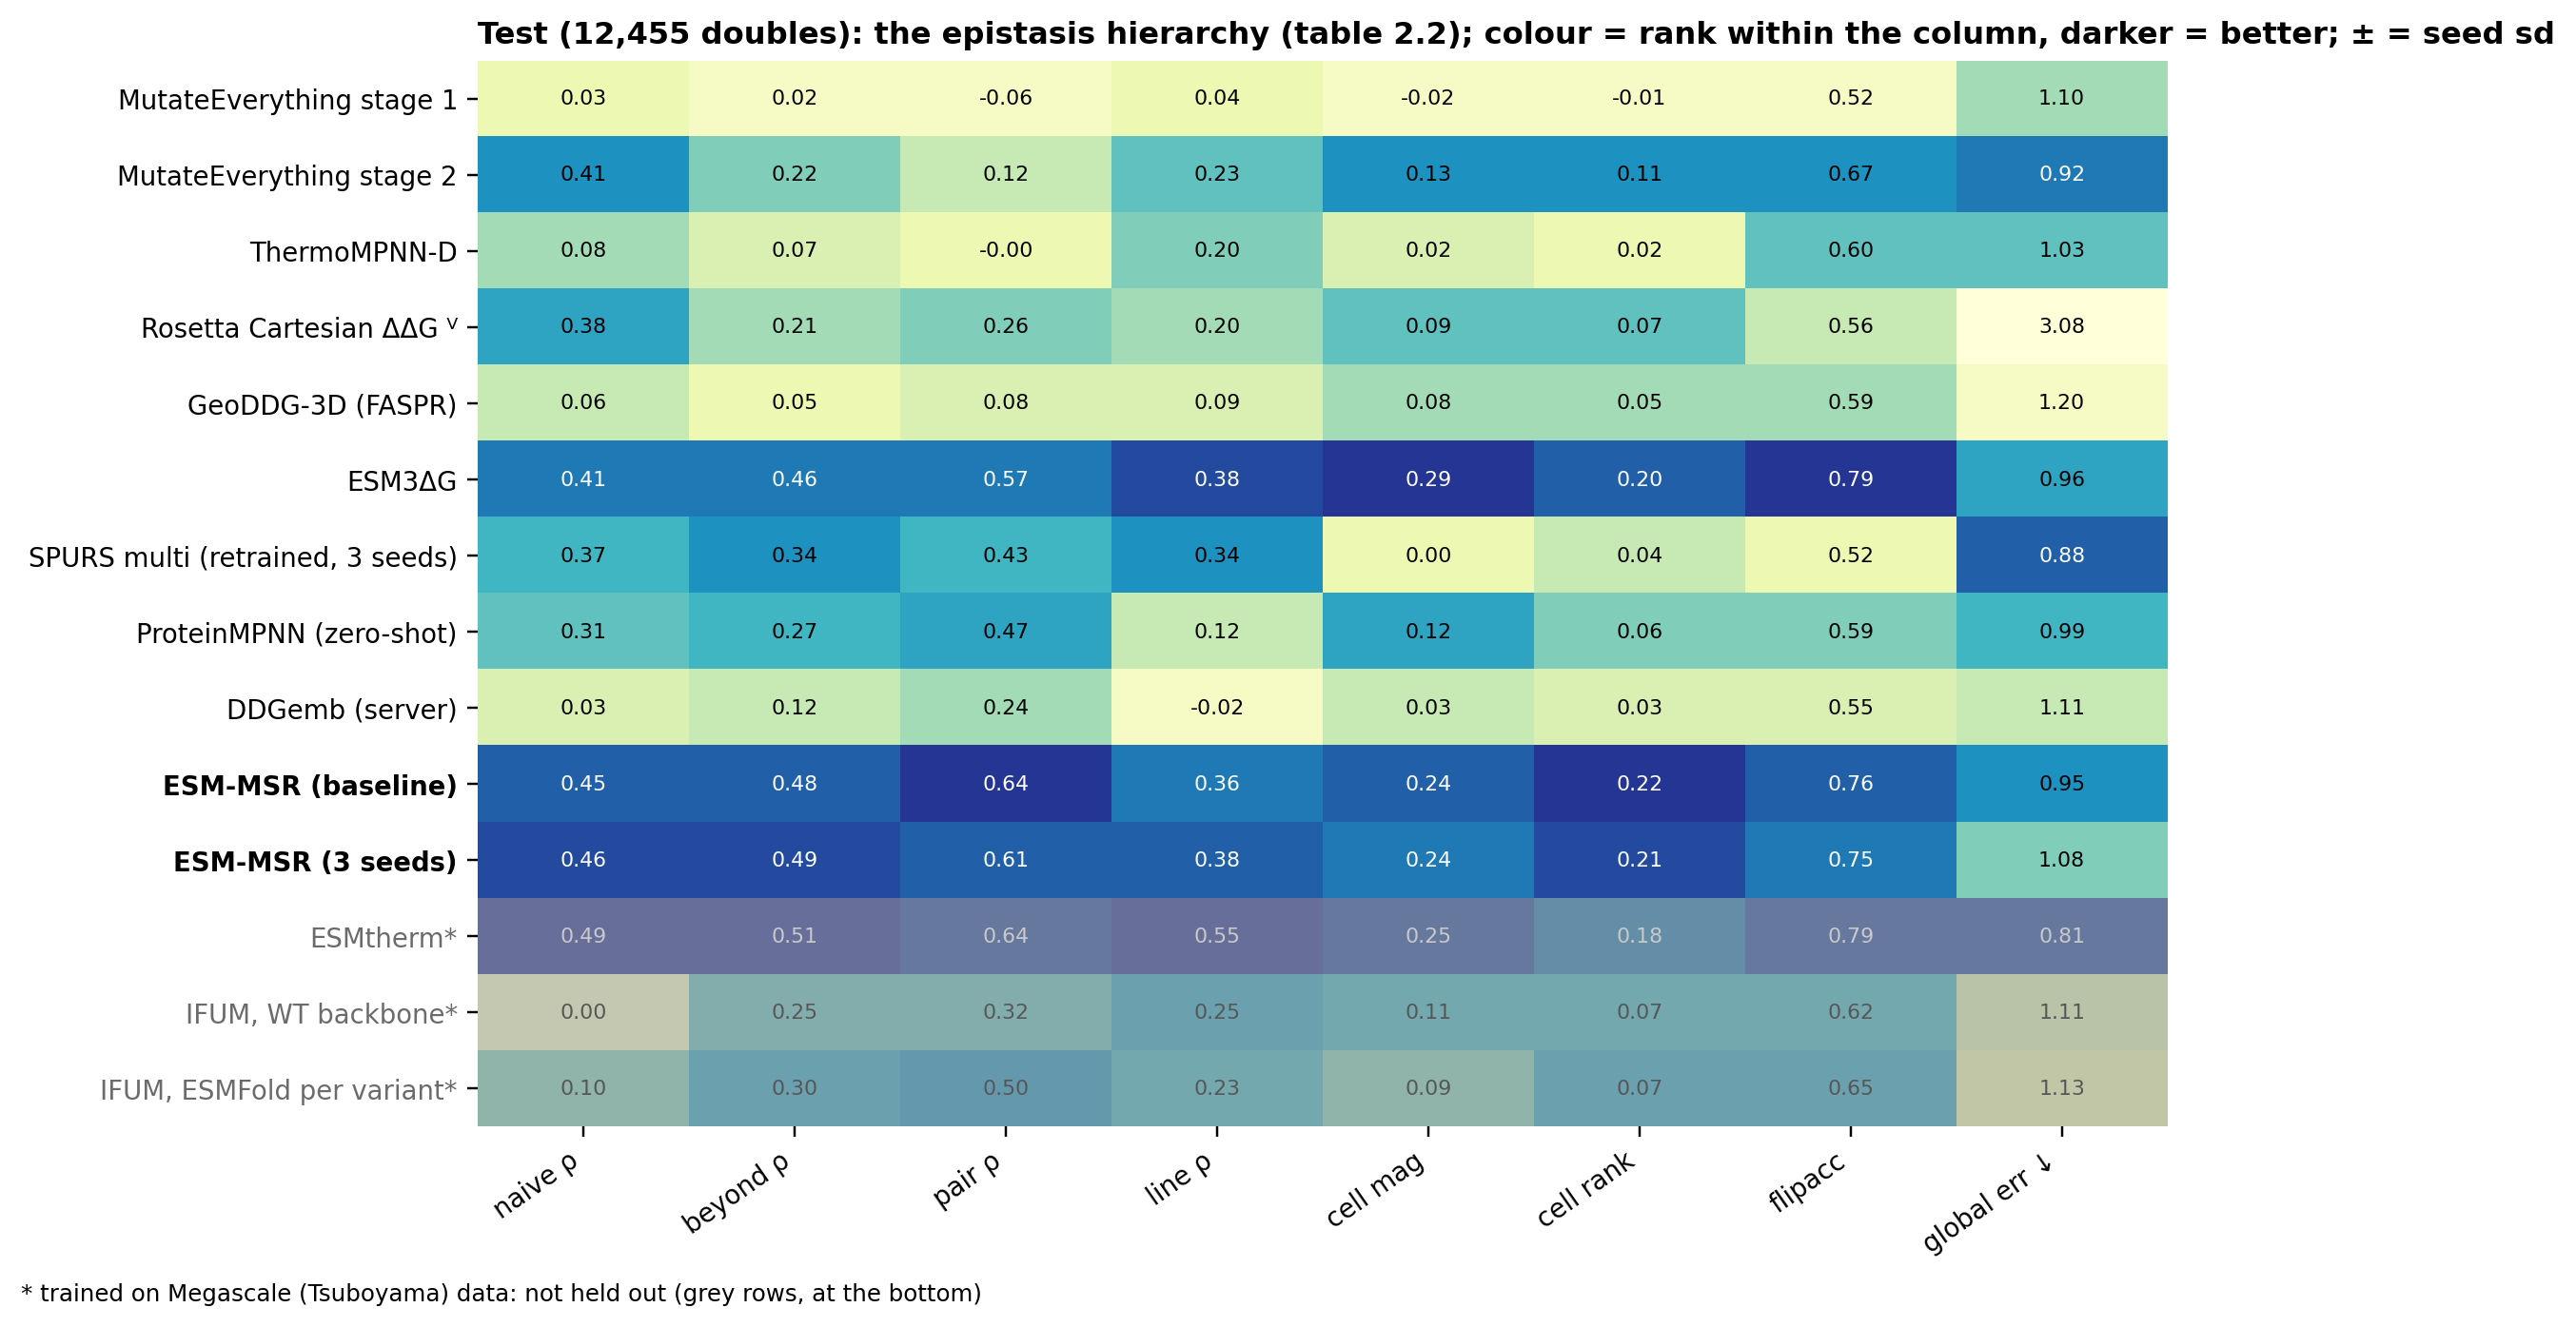 Test (12,455 doubles): the epistasis hierarchy (table 2.2); colour = rank within the column, darker = better; ± = seed sd
MutateEverything stage 1 0.03 0.02 -0.06 0.04 -0.02 -0.01 0.52 1.10
MutateEverything stage 2 0.41 0.22 0.12 0.23 0.13 0.11 0.67 0.92
ThermoMPNN-D 0.08 0.07 -0.00 0.20 0.02 0.02 0.60 1.03
Rosetta Cartesian ΔΔG ⱽ 0.38 0.21 0.26 0.20 0.09 0.07 0.56 3.08
GeoDDG-3D (FASPR) 0.06 0.05 0.08 0.09 0.08 0.05 0.59 1.20
ESM3ΔG 0.41 0.46 0.57 0.38 0.29 0.20 0.79 0.96
SPURS multi (retrained, 3 seeds) 0.37 0.34 0.43 0.34 0.00 0.04 0.52 0.88
ProteinMPNN (zero-shot) 0.31 0.27 0.47 0.12 0.12 0.06 0.59 0.99
DDGemb (server) 0.03 0.12 0.24 -0.02 0.03 0.03 0.55 1.11
ESM-MSR (baseline) 0.45 0.48 0.64 0.36 0.24 0.22 0.76 0.95
ESM-MSR (3 seeds) 0.46 0.49 0.61 0.38 0.24 0.21 0.75 1.08
ESMtherm* 0.49 0.51 0.64 0.55 0.25 0.18 0.79 0.81
IFUM, WT backbone* 0.00 0.25 0.32 0.25 0.11 0.07 0.62 1.11
IFUM, ESMFold per variant* 0.10 0.30 0.50 0.23 0.09 0.07 0.65 1.13
naive ρ beyond ρ pair ρ line ρ cell mag cell rank flipacc global err ↓
* trained on Megascale (Tsuboyama) data: not held out (grey rows, at the bottom)